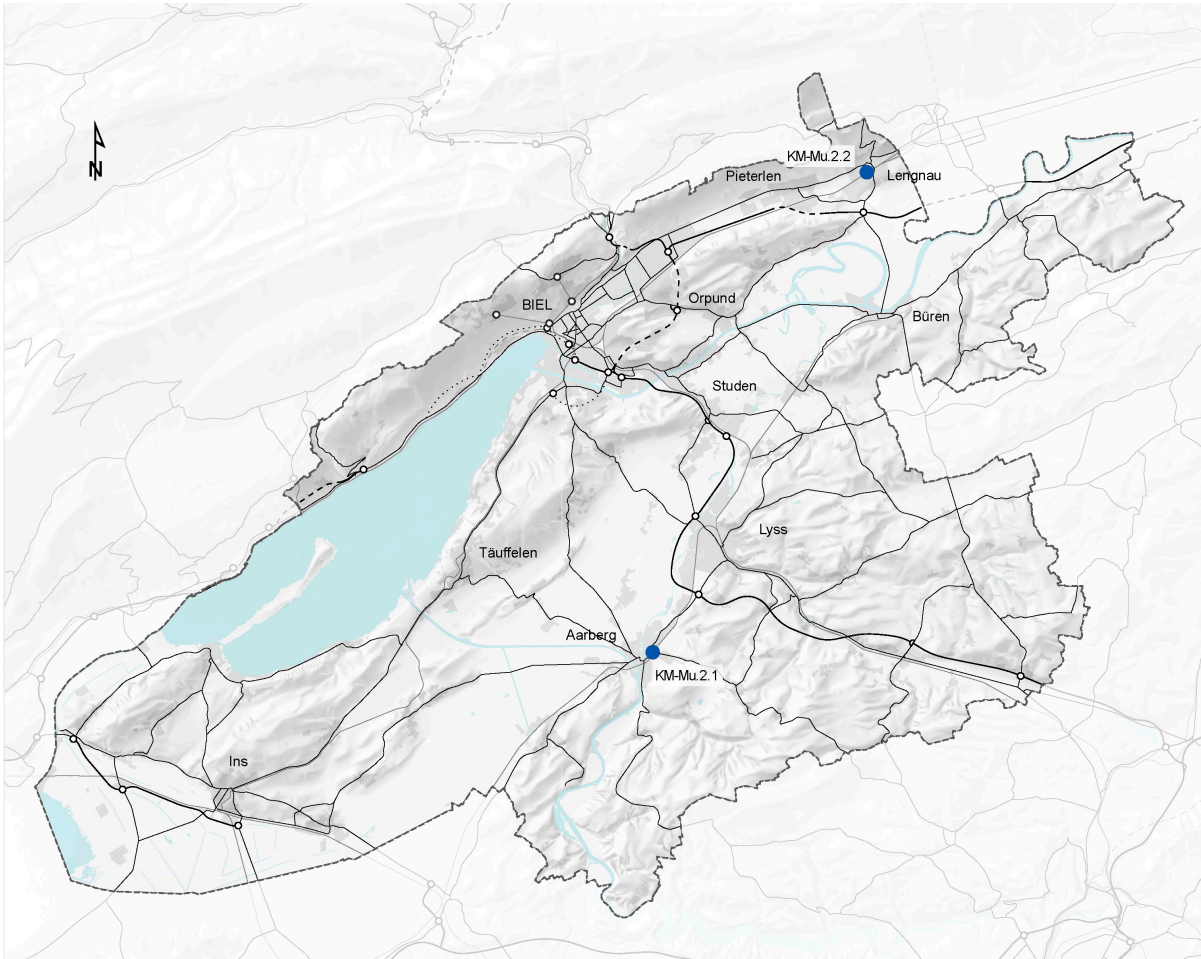 N
KM-Mu.2.2
Pieterlen
Lengnau
BIEL
Orpund
Büren
Studen
Lyss
Täuffelen
Aarberg
KM-Mu.2.1
Ins